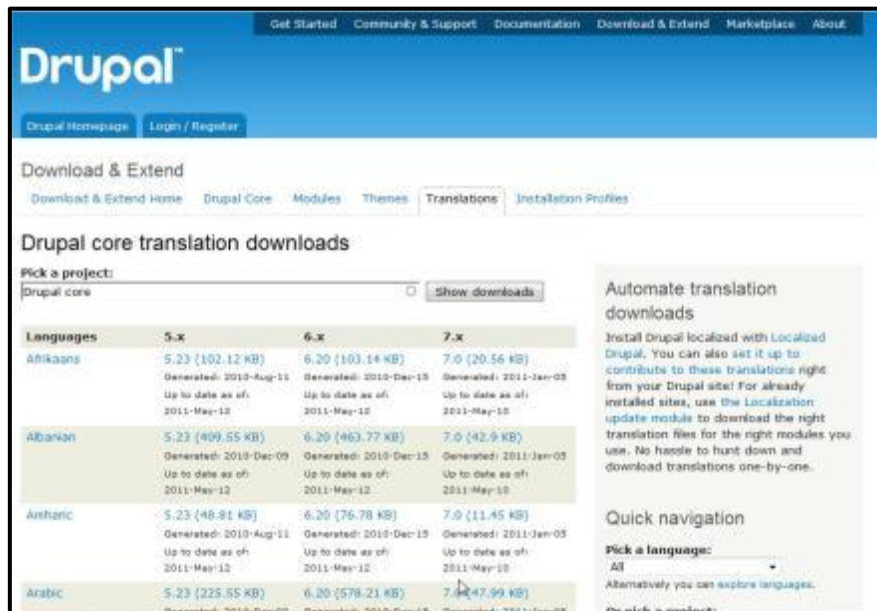 Get Started Community & Support Documentation Download & Extend Marketplace About
Drupal™
Drupal Homepage Login / Register
Download & Extend
Download & Extend Home Drupal Core Modules Themes Translations Installation Profiles
Drupal core translation downloads
Pick a project:
Drupal core Show downloads
Languages 5.x 6.x 7.x
Afrikaans 5.23 (102.12 KB) 6.20 (103.14 KB) 7.0 (20.56 KB)
Generated: 2010-Aug-11 Generated: 2010-Dec-15 Generated: 2011-Jan-05
Up to date as of: Up to date as of: Up to date as of:
2011-May-12 2011-May-12 2011-May-12
Albanian 5.23 (409.55 KB) 6.20 (463.77 KB) 7.0 (42.9 KB)
Generated: 2010-Dec-09 Generated: 2010-Dec-15 Generated: 2011-Jan-05
Up to date as of: Up to date as of: Up to date as of:
2011-May-12 2011-May-12 2011-May-10
Amharic 5.23 (48.81 KB) 6.20 (76.78 KB) 7.0 (11.45 KB)
Generated: 2010-Aug-11 Generated: 2010-Dec-15 Generated: 2011-Jan-05
Up to date as of: Up to date as of: Up to date as of:
2011-May-12 2011-May-12 2011-May-10
Arabic 5.23 (225.55 KB) 6.20 (578.21 KB) 7.0 (47.99 KB)
Automate translation
downloads
Install Drupal localized with Localized
Drupal. You can also set it up to
contribute to these translations right
from your Drupal site! For already
installed sites, use the Localization
update module to download the right
translation files for the right modules you
use. No hassle to hunt down and
download translations one-by-one.
Quick navigation
Pick a language:
All
Alternatively you can explore languages.
Or pick a project: